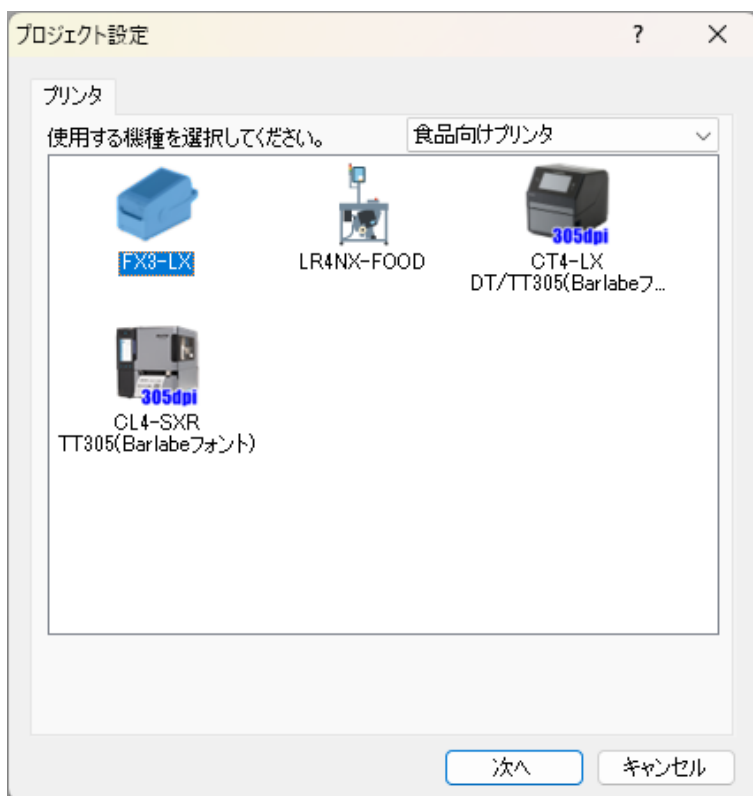 プロジェクト設定
?
×
プリンタ
使用する機種を選択してください。
食品向けプリンタ
FX3-LX
LR4NX-FOOD
305dpi
CT4-LX
DT/TT305(Barlabeフ...
305dpi
CL4-SXR
TT305(Barlabeフォント)
次へ
キャンセル